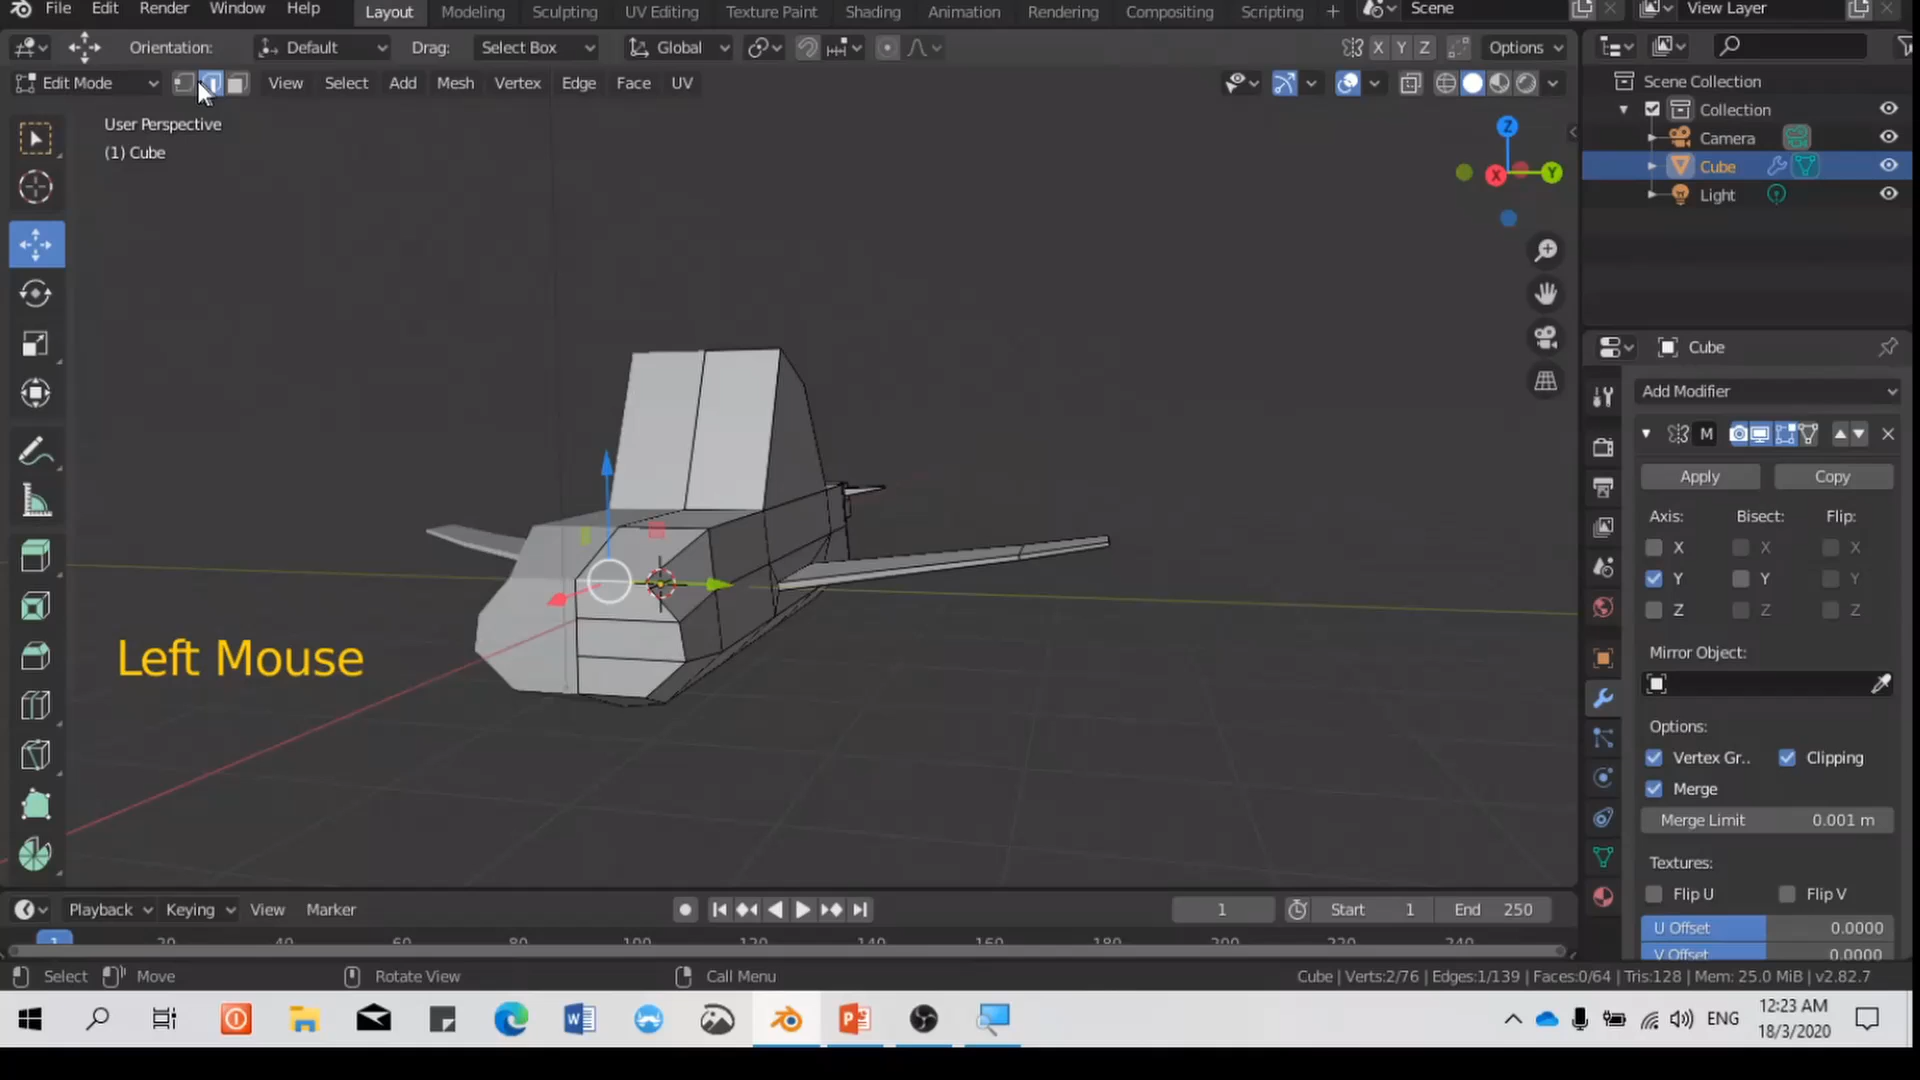 File Edit Render Window Help Layout Modeling Sculpting UV Editing Texture Paint Shading Animation Rendering Compositing Scripting + Scene View Layer
Orientation: Default Drag: Select Box Global X Y Z Options
Edit Mode View Select Add Mesh Vertex Edge Face UV
User Perspective
(1) Cube
Z
X
Y
Left Mouse
Scene Collection
Collection
Camera
Cube
Light
Cube
Add Modifier
M
Apply Copy
Axis: Bisect: Flip:
X X X
Y Y Y
Z Z Z
Mirror Object:
Options:
Vertex Gr.. Clipping
Merge
Merge Limit 0.001 m
Textures:
Flip U Flip V
U Offset 0.0000
V Offset 0.0000
Playback Keying View Marker 1 Start 1 End 250
1 20 40 60 80 100 120 140 160 180 200 220 240
Select Move Rotate View Call Menu Cube | Verts:2/76 | Edges:1/139 | Faces:0/64 | Tris:128 | Mem: 25.0 MiB | v2.82.7
ENG 12:23 AM
18/3/2020